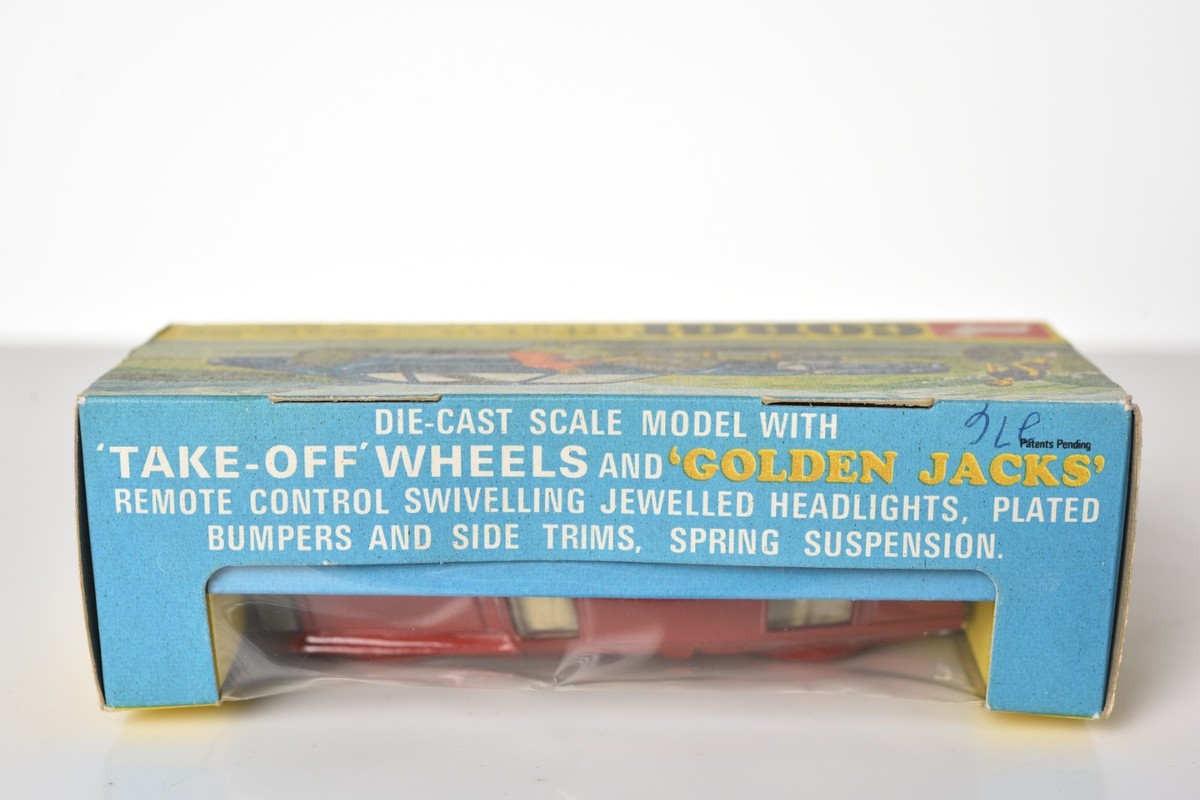 CORGI
DIE-CAST SCALE MODEL WITH
Patents Pending
'TAKE-OFF' WHEELS AND 'GOLDEN JACKS'
REMOTE CONTROL SWIVELLING JEWELLED HEADLIGHTS, PLATED
BUMPERS AND SIDE TRIMS, SPRING SUSPENSION.